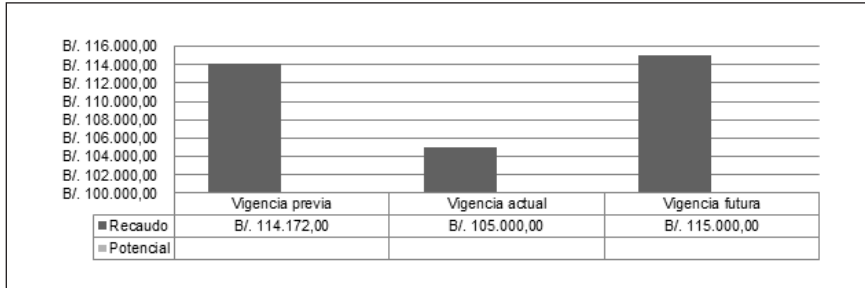 B/. 116.000,00
B/. 114.000,00
B/. 112.000,00
B/. 110.000,00
B/. 108.000,00
B/. 106.000,00
B/. 104.000,00
B/. 102.000,00
B/. 100.000,00
Vigencia previa Vigencia actual Vigencia futura
Recaudo B/. 114.172,00 B/. 105.000,00 B/. 115.000,00
Potencial